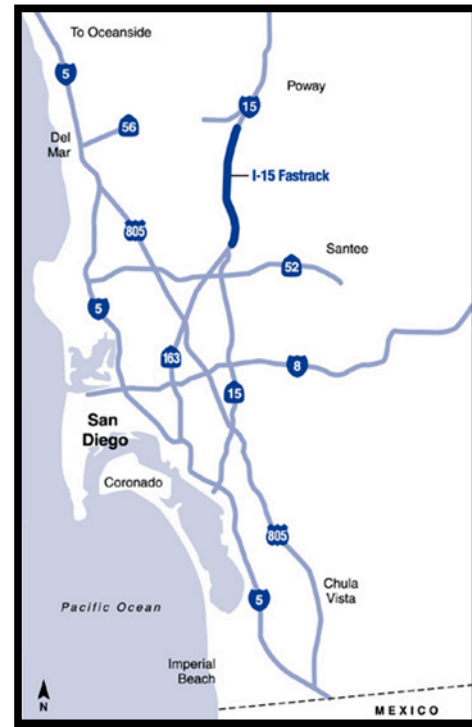 To Oceanside
5
Poway
15
56
Del
Mar
I-15 Fastrack
805
Santee
52
5
163
8
15
San
Diego
Coronado
805
Chula
Vista
5
Pacific Ocean
Imperial
Beach
N
MEXICO